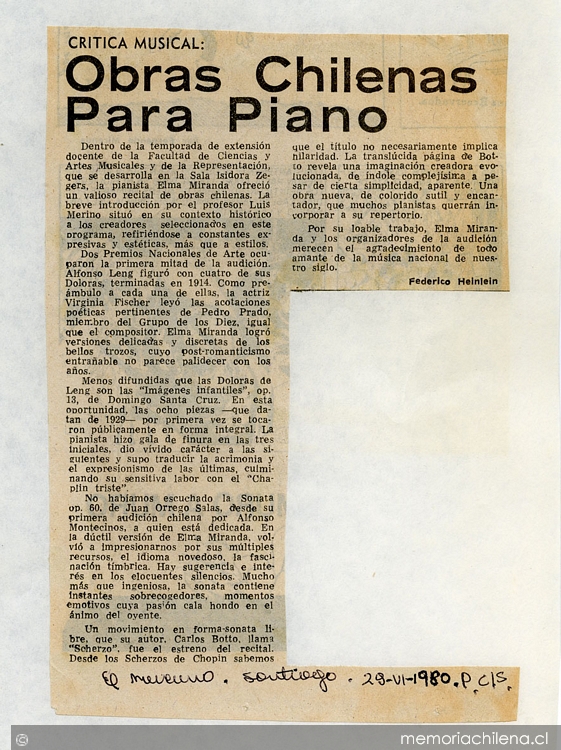 CRITICA MUSICAL:
Obras Chilenas
Para Piano
Dentro de la temporada de extensión
docente de la Facultad de Ciencias y
Artes Musicales y de la Representación,
que se desarrolla en la Sala Isidora Ze-
gers, la pianista Elma Miranda ofreció
un valioso recital de obras chilenas. La
breve introducción por el profesor Luis
Merino situó en su contexto histórico
a los creadores seleccionados en este
programa, refiriéndose a constantes ex-
presivas y estéticas, más que a estilos.
Dos Premios Nacionales de Arte ocu-
paron la primera mitad de la audición.
Alfonso Leng figuró con cuatro de sus
Doloras, terminadas en 1914. Como pre-
ámbulo a cada una de ellas, la actriz
Virginia Fischer leyó las acotaciones
poéticas pertinentes de Pedro Prado,
miembro del Grupo de los Diez, igual
que el compositor. Elma Miranda logró
versiones delicadas y discretas de los
bellos trozos, cuyo post-romanticismo
entrañable no parece palidecer con los
años.
Menos difundidas que las Doloras de
Leng son las "Imágenes infantiles", op.
13, de Domingo Santa Cruz. En esta
oportunidad, las ocho piezas —que da-
tan de 1929— por primera vez se toca-
ron públicamente en forma integral. La
pianista hizo gala de finura en las tres
iniciales, dio vívido carácter a las si-
guientes y supo traducir la acrimonia y
el expresionismo de las últimas, culmi-
nando su sensitiva labor con el "Cha-
plin triste".
No habíamos escuchado la Sonata
op. 60, de Juan Orrego Salas, desde su
primera audición chilena por Alfonso
Montecinos, a quien está dedicada. En
la dúctil versión de Elma Miranda, vol-
vió a impresionarnos por sus múltiples
recursos, el idioma novedoso, la fasci-
nación tímbrica. Hay sugerencia e inte-
rés en los elocuentes silencios. Mucho
más que ingeniosa, la sonata contiene
instantes sobrecogedores, momentos
emotivos cuya pasión cala hondo en el
ánimo del oyente.
Un movimiento en forma-sonata li-
bre, que su autor, Carlos Botto, llama
"Scherzo", fue el estreno del recital.
Desde los Scherzos de Chopin sabemos
que el título no necesariamente implica
hilaridad. La translúcida página de Bot-
to revela una imaginación creadora evo-
lucionada, de índole complejísima a pe-
sar de cierta simplicidad, aparente. Una
obra nueva, de colorido sutil y encan-
tador, que muchos pianistas querrán in-
corporar a su repertorio.
Por su loable trabajo, Elma Miran-
da y los organizadores de la audición
merecen el agradecimiento de todo
amante de la música nacional de nues-
tro siglo.
Federico Heinlein
El Mercurio. Santiago. 29-VI-1980. P. C/S.
© memoriachilena.cl